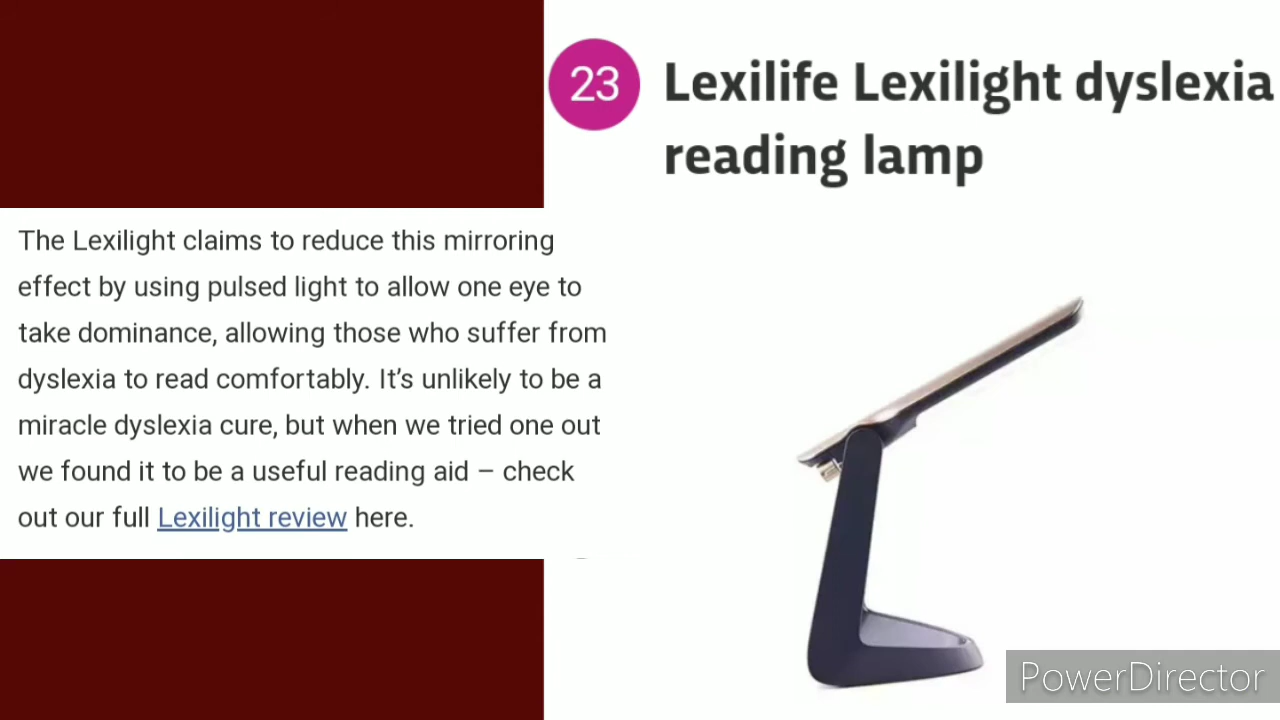 23
Lexilife Lexilight dyslexia
reading lamp
The Lexilight claims to reduce this mirroring
effect by using pulsed light to allow one eye to
take dominance, allowing those who suffer from
dyslexia to read comfortably. It’s unlikely to be a
miracle dyslexia cure, but when we tried one out
we found it to be a useful reading aid – check
out our full Lexilight review here.
PowerDirector